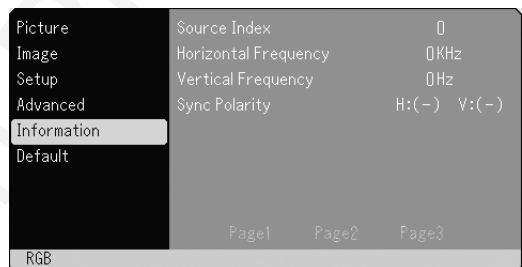 Picture
Image
Setup
Advanced
Information
Default
Source Index 0
Horizontal Frequency 0KHz
Vertical Frequency 0Hz
Sync Polarity H:(-) V:(-)
Page1 Page2 Page3
RGB